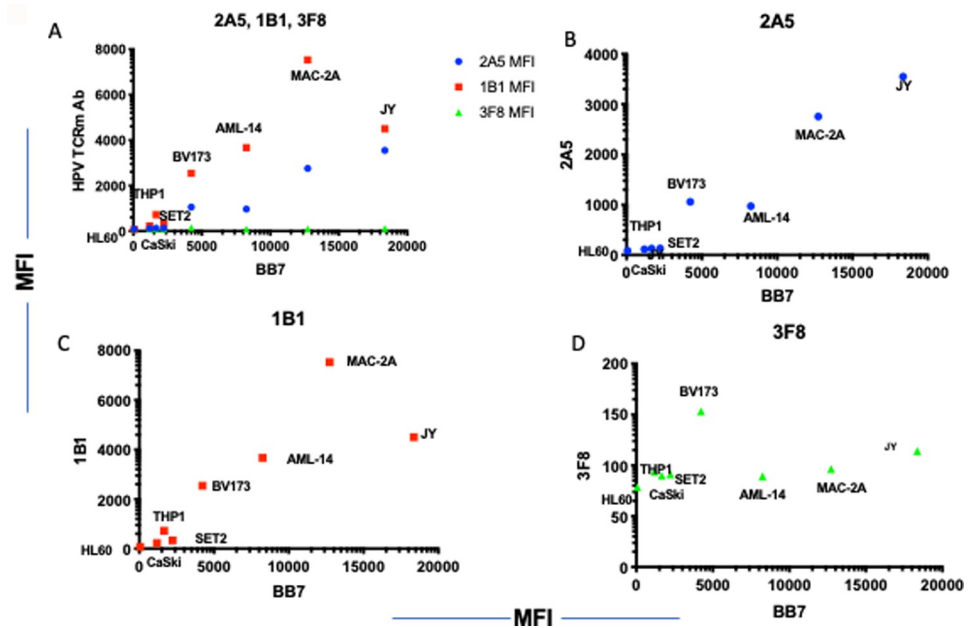 A
2A5, 1B1, 3F8
8000
6000
4000
2000
0
HPV TCRm Ab
MAC-2A
JY
AML-14
BV173
THP1
SET2
HL60
CaSki
0 5000 10000 15000 20000
BB7
2A5 MFI
1B1 MFI
3F8 MFI
B
2A5
4000
3000
2000
1000
0
2A5
JY
MAC-2A
BV173
AML-14
THP1
SET2
HL60
CaSki
0 5000 10000 15000 20000
BB7
MFI
C
1B1
8000
6000
4000
2000
0
1B1
MAC-2A
JY
AML-14
BV173
THP1
SET2
HL60
CaSki
0 5000 10000 15000 20000
BB7
D
3F8
200
150
100
50
0
3F8
BV173
JY
THP1
SET2
CaSki
HL60
AML-14
MAC-2A
0 5000 10000 15000 20000
BB7
MFI